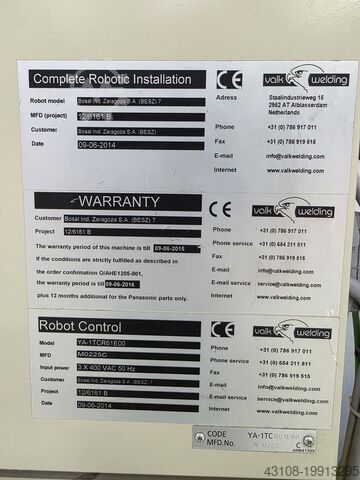 Complete Robotic Installation
CE
valk welding
Robot model Bosal Ind. Zaragoza S.A. (BESZ) 7
MFD (project) 12/6161 B
Customer Bosal Ind. Zaragoza S.A. (BESZ)
Date 09-06-2014
Adress Staalindustrieweg 15
2952 AT Alblasserdam
Netherlands
Phone +31 (0) 786 917 011
Fax +31 (0) 786 919 515
E-mail info@valkwelding.com
Internet www.valkwelding.com
WARRANTY
CE
valk welding
Customer Bosal Ind. Zaragoza S.A. (BESZ) 7
Project 12/6161 B
The warranty period of this machine is till 09-06-2015
If the conditions are strictly fulfilled as described in
the order confirmation O/AHE1205-001,
the warranty period is till 09-06-2016
plus 12 months additional for the Panasonic parts only.
Phone +31 (0) 786 917 011
Phone service +31 (0) 654 211 811
Fax +31 (0) 786 919 515
E-mail info@valkwelding.com
E-mail service service@valkwelding.com
Internet www.valkwelding.com
Robot Control
CE
valk welding
Model YA-1TCR61E00
MFD M0225C
Input power 3 X 400 VAC 50 Hz
Customer Bosal Ind. Zaragoza S.A. (BESZ) 7
Project 12/6161 B
Date 09-06-2014
Phone +31 (0) 786 917 011
Phone service +31 (0) 654 211 811
Fax +31 (0) 786 919 515
E-mail info@valkwelding.com
E-mail service service@valkwelding.com
Internet www.valkwelding.com
CODE YA-1TCR61E00
MFD.No. M 0225 C
43108-19913295